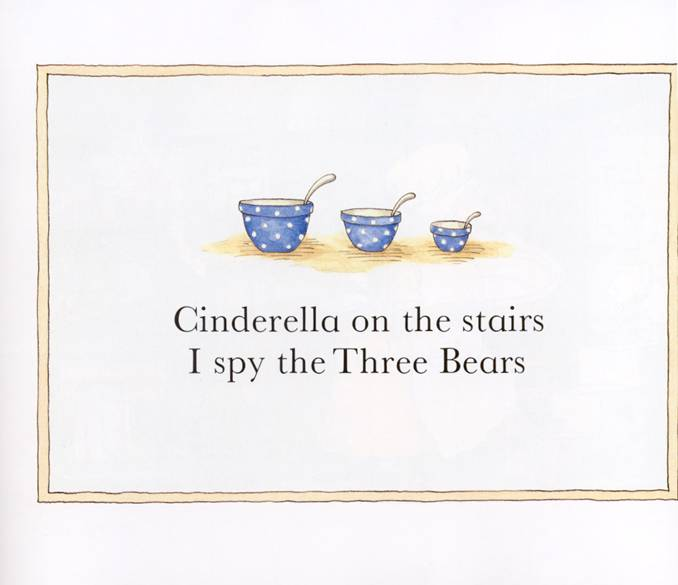 Cinderella on the stairs
I spy the Three Bears